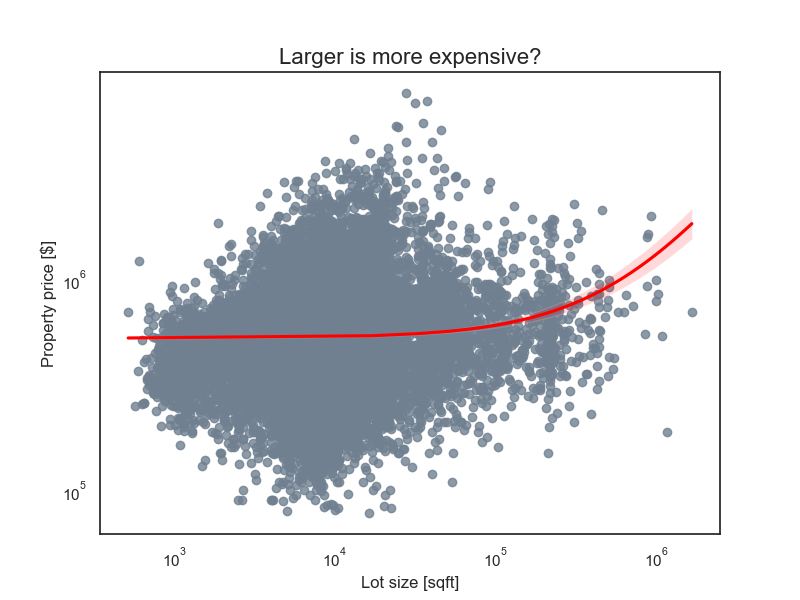 Larger is more expensive?
Property price [$]
10^6
10^5
10^3 10^4 10^5 10^6
Lot size [sqft]